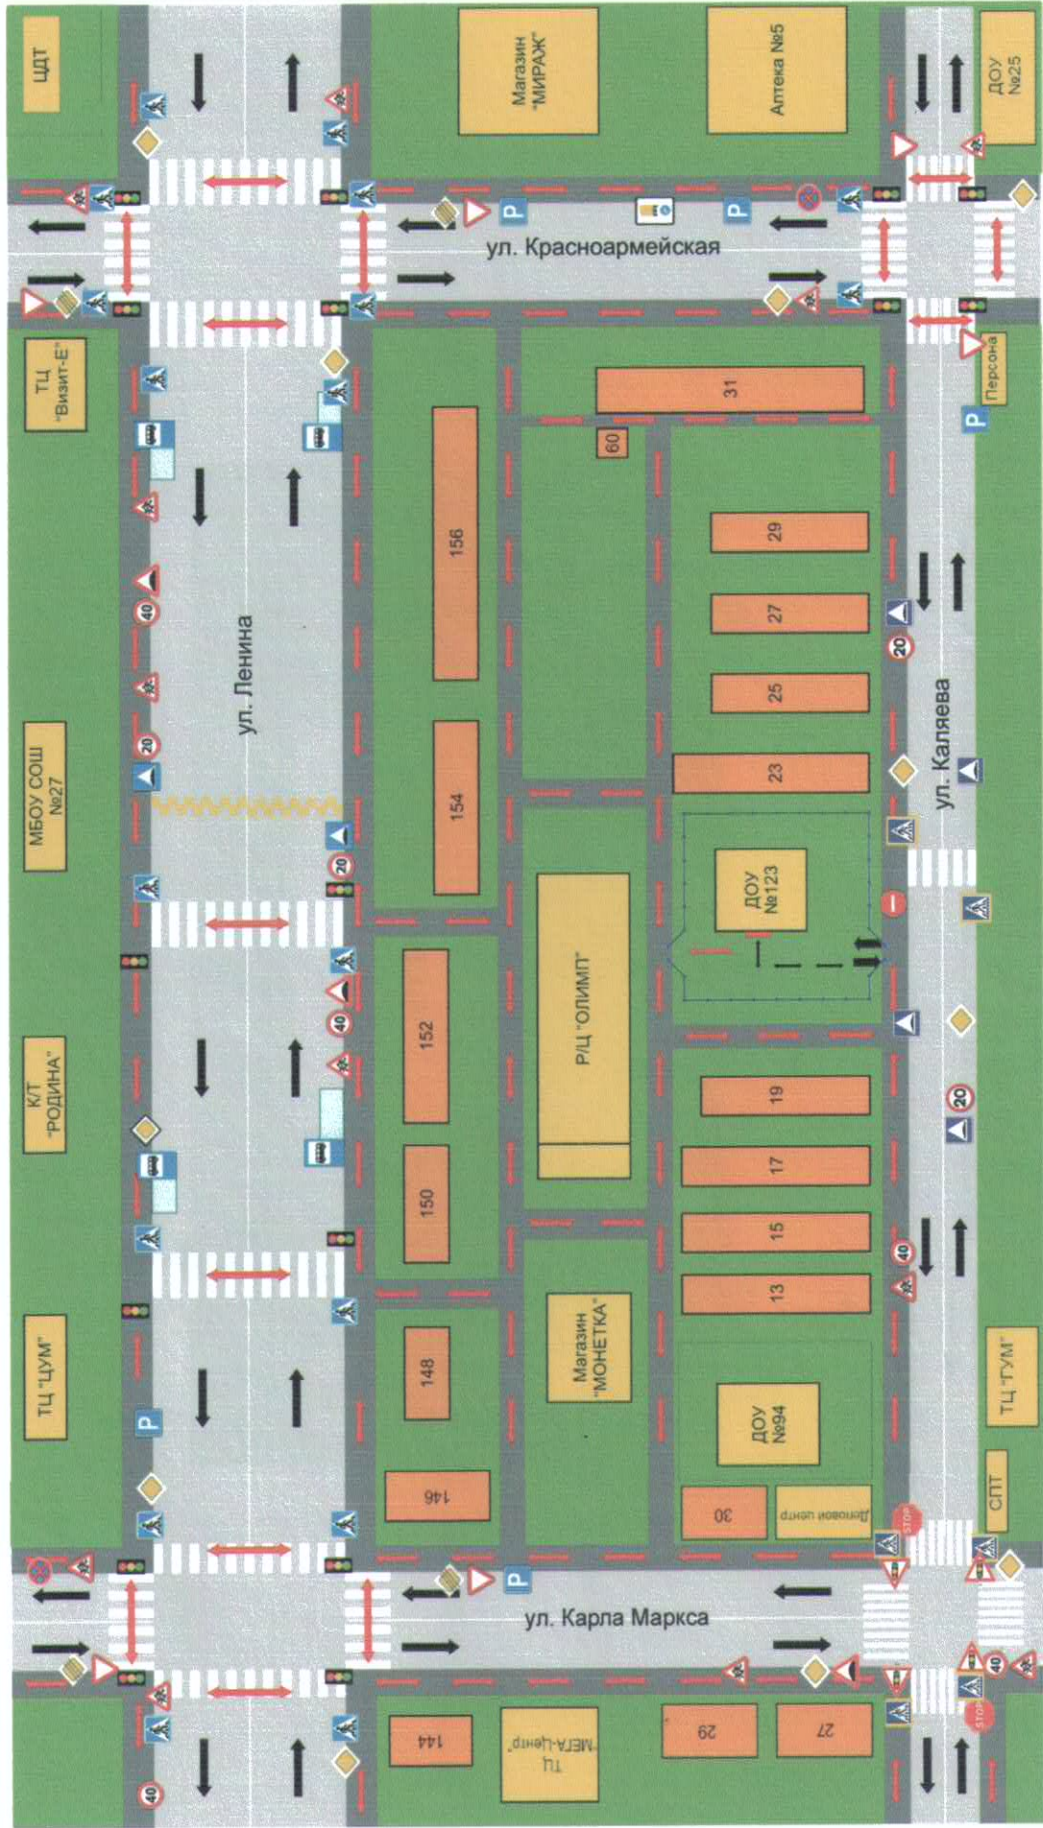 ТЦ "ЦУМ"
К/Т
"РОДИНА"
МБОУ СОШ
№27
ТЦ
"Визит-Е"
ЦДТ
40
P
20
40
ул. Ленина
40
20
144
146
148
150
152
154
156
ТЦ
"МЕГА-Центр"
P
P
P
ул. Карла Маркса
ул. Красноармейская
Магазин
"МОНЕТКА"
Р/Ц "ОЛИМП"
60
31
Магазин
"МИРАЖ"
Аптека №5
29
27
30
Деловой центр
ДОУ
№94
13
15
17
19
ДОУ
№123
23
25
27
29
STOP
40
20
ул. Каляева
20
P
STOP
40
СПТ
ТЦ "ГУМ"
Персона
ДОУ
№25